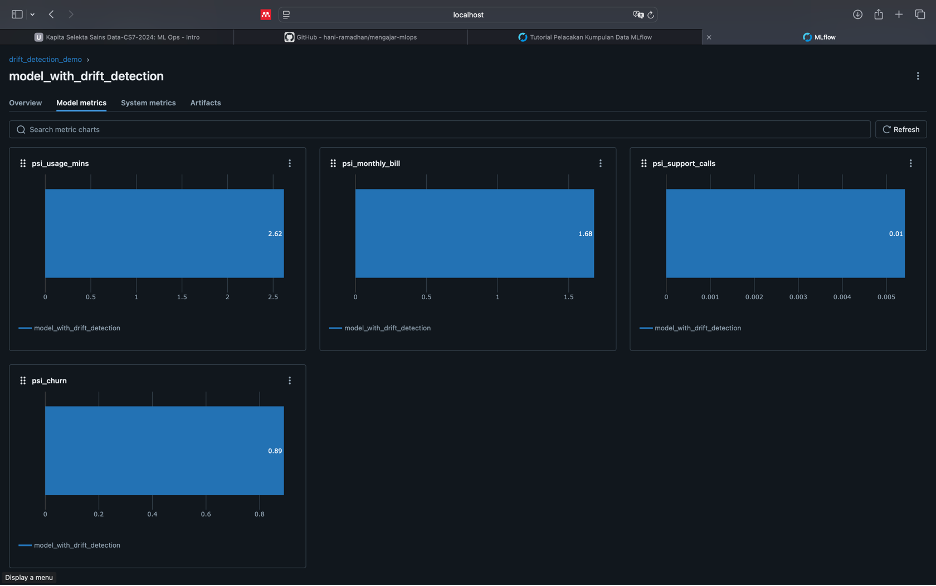 localhost
Kapita Selekta Sains Data-CS7-2024: ML Ops - Intro
GitHub - hani-ramadhan/mengajar-mlops
Tutorial Pelacakan Kumpulan Data MLflow
MLflow
drift_detection_demo
model_with_drift_detection
Overview
Model metrics
System metrics
Artifacts
Search metric charts
Refresh
psi_usage_mins
2.62
0 0.5 1 1.5 2 2.5
model_with_drift_detection
psi_monthly_bill
1.68
0 0.5 1 1.5
model_with_drift_detection
psi_support_calls
0.01
0 0.001 0.002 0.003 0.004 0.005
model_with_drift_detection
psi_churn
0.89
0 0.2 0.4 0.6 0.8
model_with_drift_detection
Display a menu